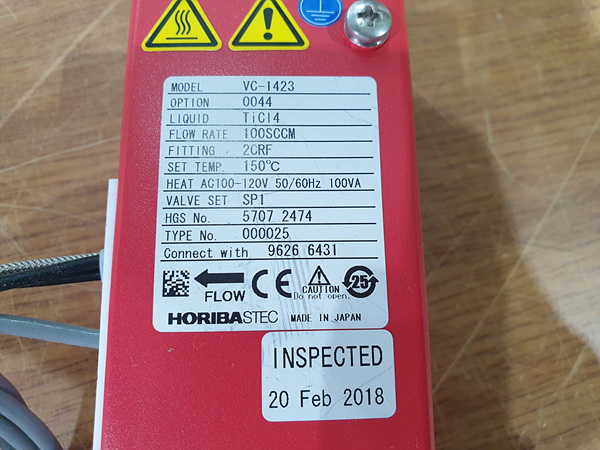 MODEL VC-1423
OPTION 0044
LIQUID TiCl4
FLOW RATE 100SCCM
FITTING 2CRF
SET TEMP. 150℃
HEAT AC100-120V 50/60Hz 100VA
VALVE SET SP1
HGS No. 5707 2474
TYPE No. 000025
Connect with 9626 6431
FLOW CE CAUTION Do not open. 25
HORIBASTEC MADE IN JAPAN
INSPECTED
20 Feb 2018